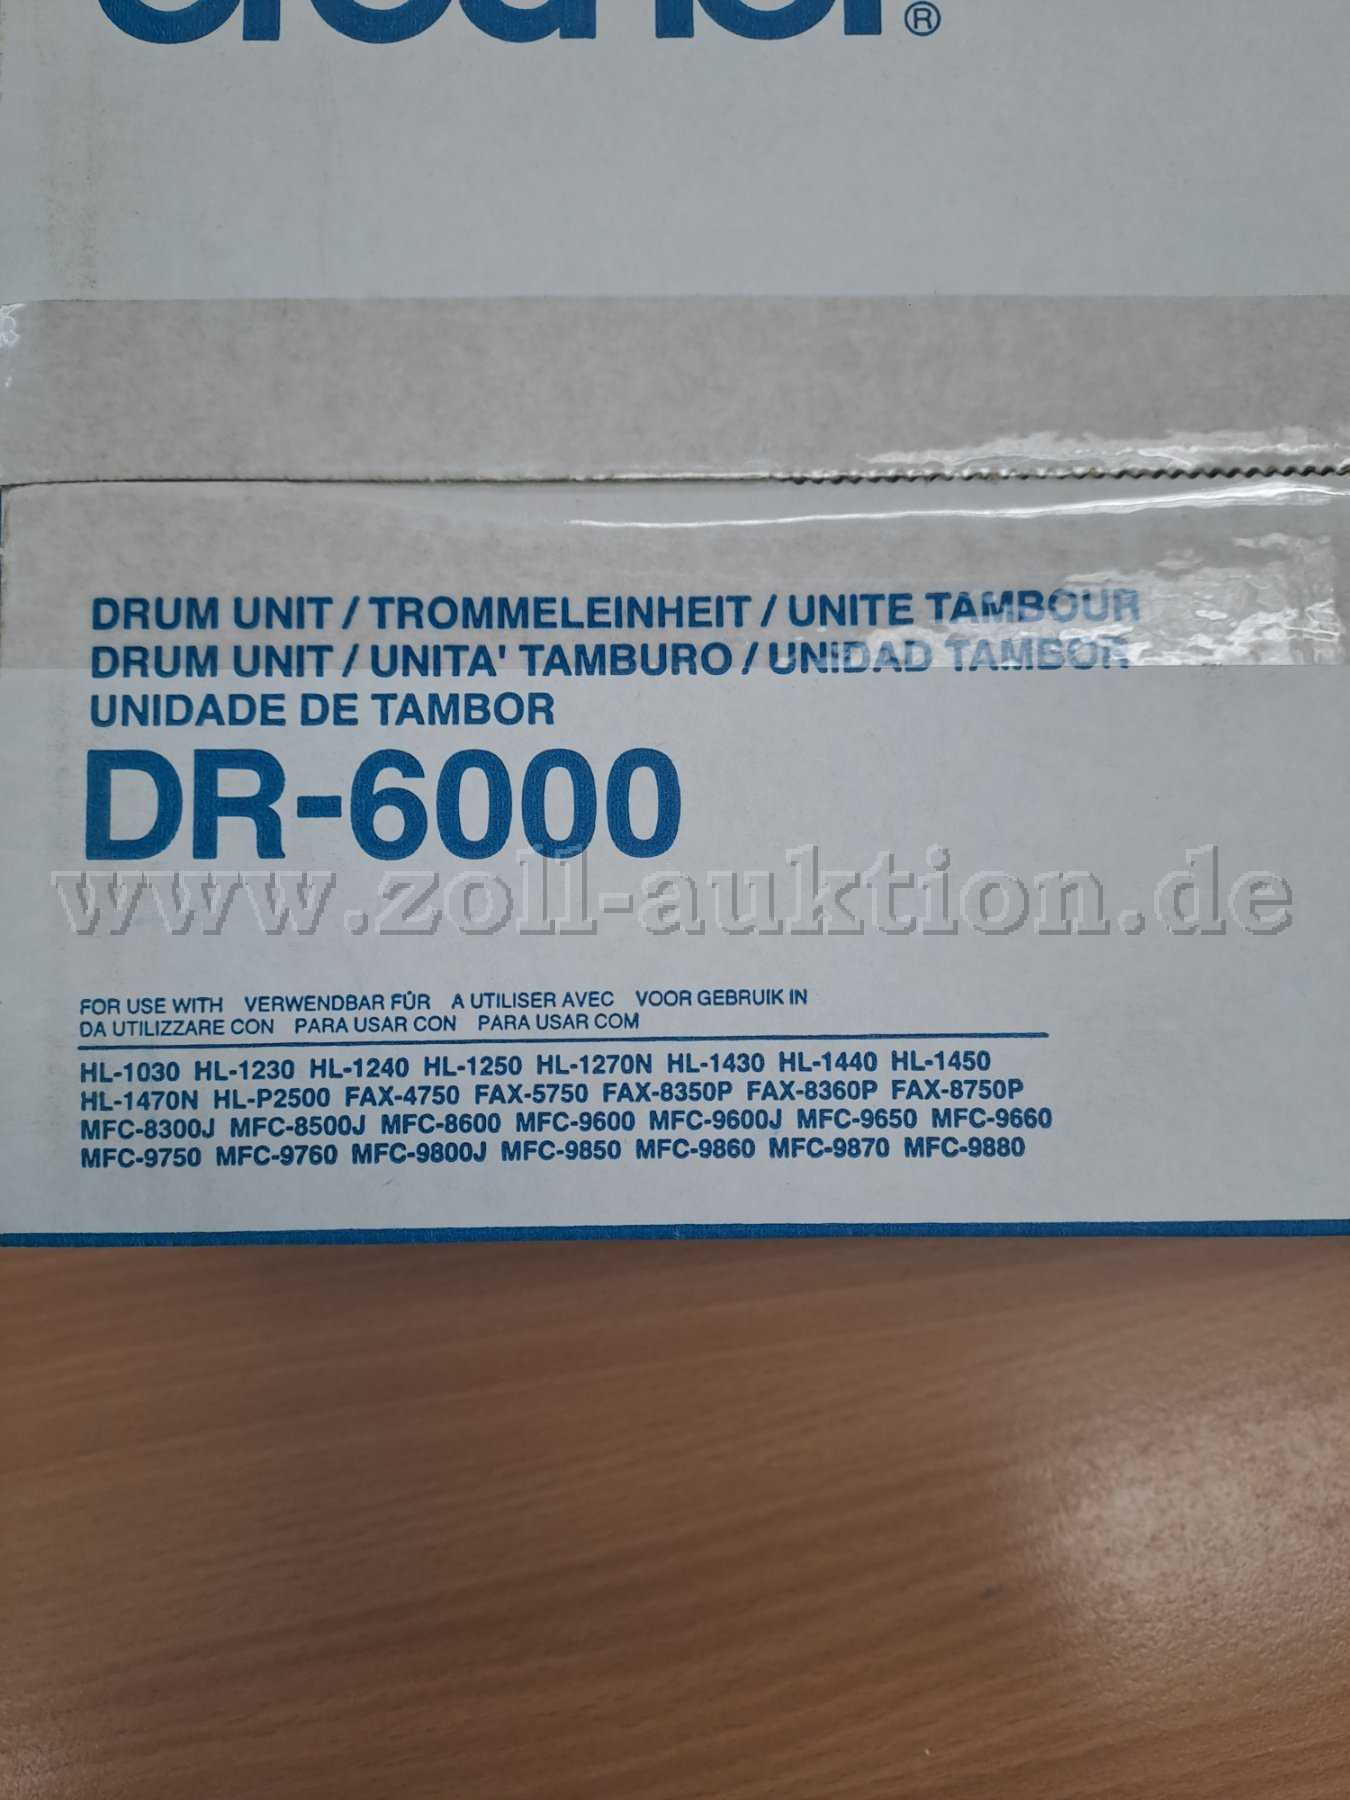 brother®
DRUM UNIT / TROMMELEINHEIT / UNITE TAMBOUR
DRUM UNIT / UNITA' TAMBURO / UNIDAD TAMBOR
UNIDADE DE TAMBOR
DR-6000
www.zoll-auktion.de
FOR USE WITH VERWENDBAR FÜR A UTILISER AVEC VOOR GEBRUIK IN
DA UTILIZZARE CON PARA USAR CON PARA USAR COM
HL-1030 HL-1230 HL-1240 HL-1250 HL-1270N HL-1430 HL-1440 HL-1450
HL-1470N HL-P2500 FAX-4750 FAX-5750 FAX-8350P FAX-8360P FAX-8750P
MFC-8300J MFC-8500J MFC-8600 MFC-9600 MFC-9600J MFC-9650 MFC-9660
MFC-9750 MFC-9760 MFC-9800J MFC-9850 MFC-9860 MFC-9870 MFC-9880